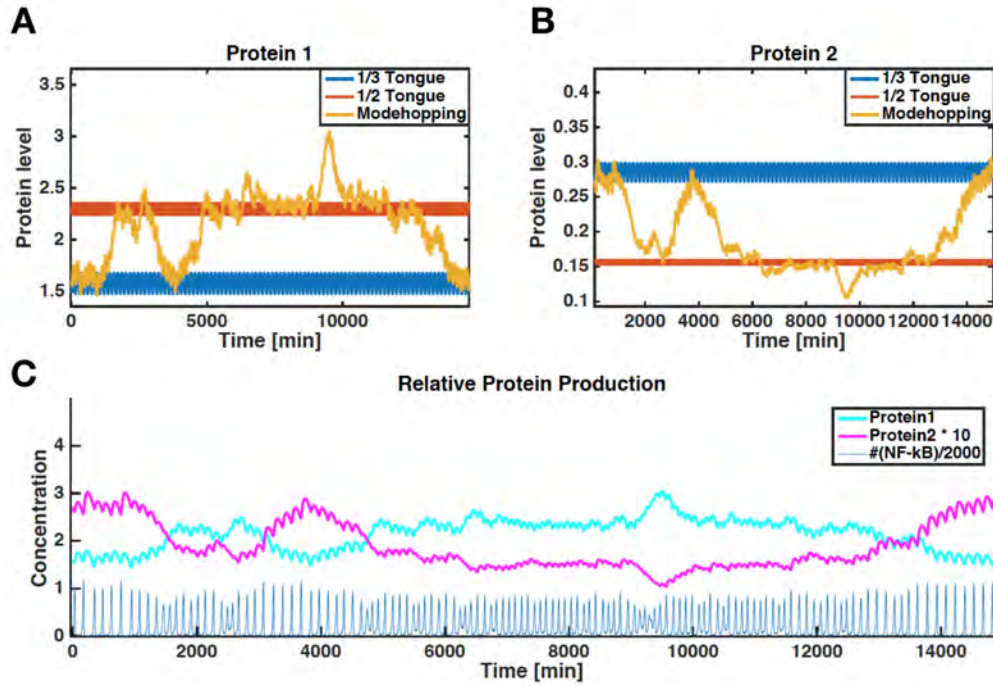 A
Protein 1
3.5
3
2.5
2
1.5
Protein level
0
5000
10000
Time [min]
1/3 Tongue
1/2 Tongue
Modehopping
B
Protein 2
0.4
0.35
0.3
0.25
0.2
0.15
0.1
Protein level
2000
4000
6000
8000
10000
12000
14000
Time [min]
1/3 Tongue
1/2 Tongue
Modehopping
C
Relative Protein Production
4
3
2
1
0
Concentration
0
2000
4000
6000
8000
10000
12000
14000
Time [min]
Protein1
Protein2 * 10
#(NF-kB)/2000